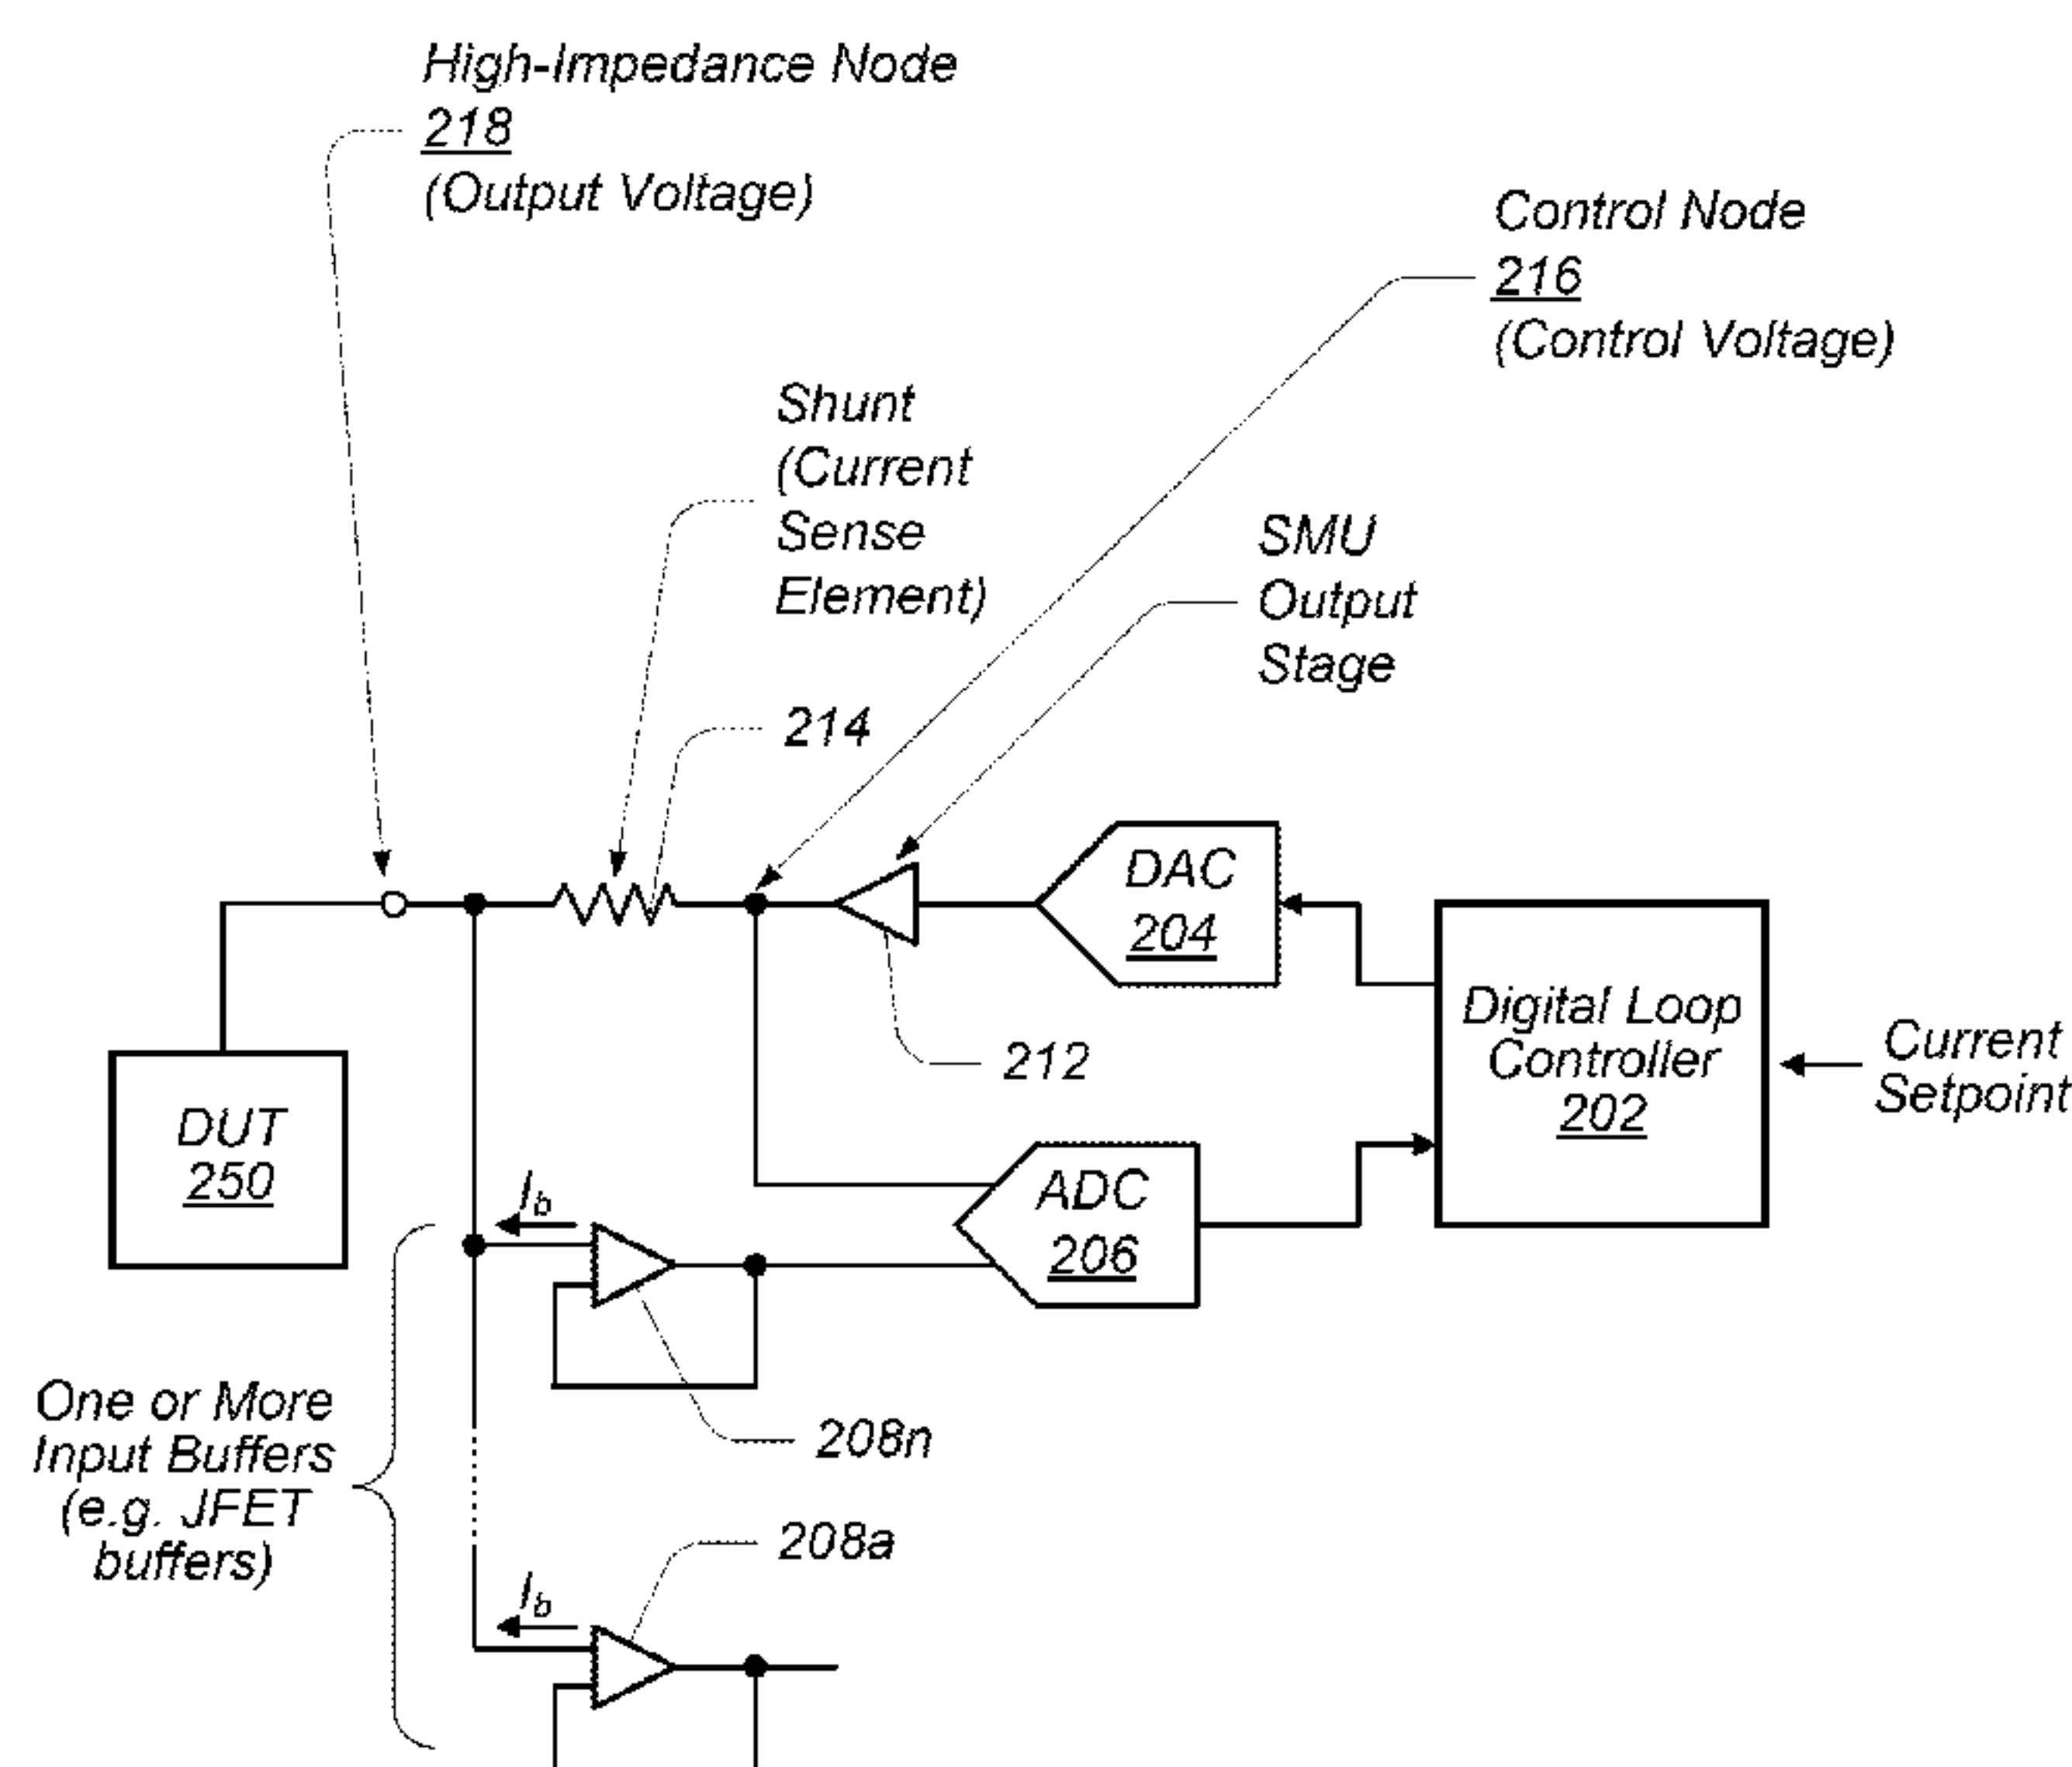 High-Impedance Node
218
(Output Voltage)
Control Node
216
(Control Voltage)
Shunt
(Current
Sense
Element)
SMU
Output
Stage
214
DAC
204
Digital Loop
Controller
202
Current
Setpoint
212
DUT
250
Ib
ADC
206
One or More
Input Buffers
(e.g. JFET
buffers)
208n
208a
Ib